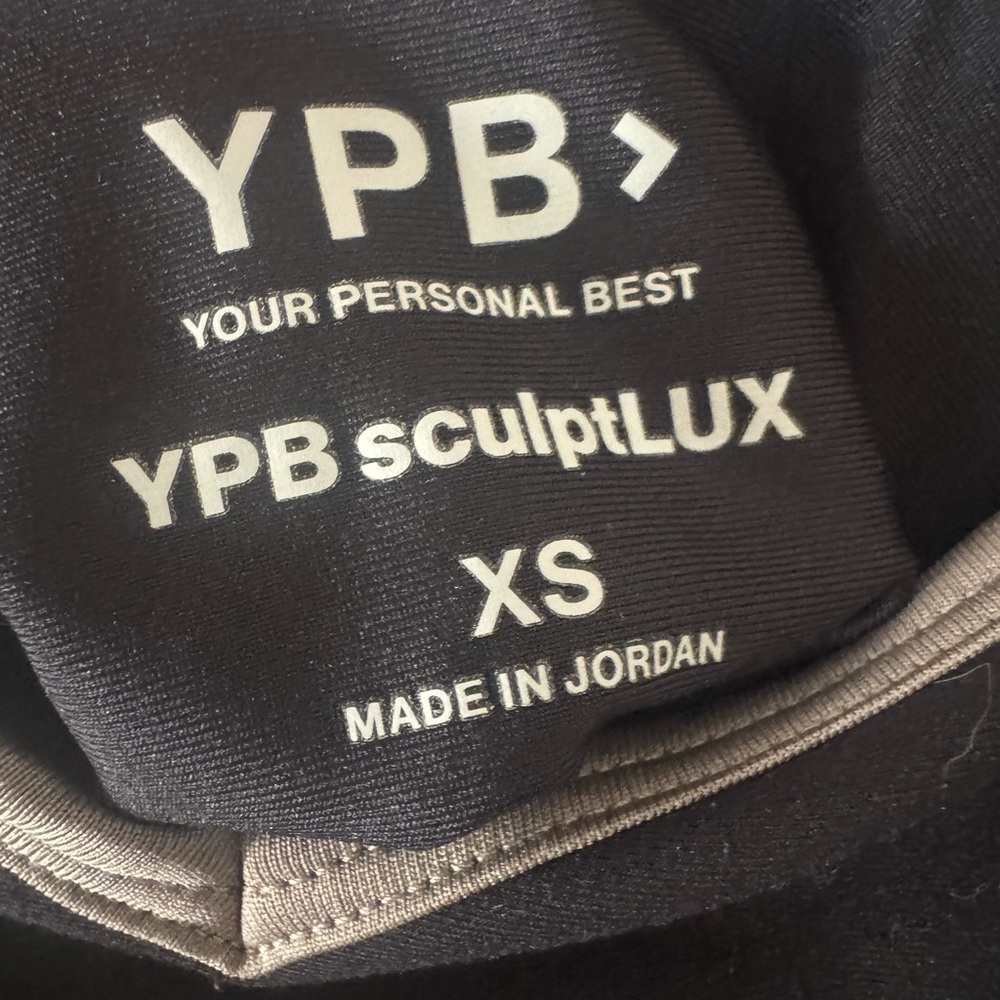 YPB>
YOUR PERSONAL BEST
YPB sculptLUX
XS
MADE IN JORDAN